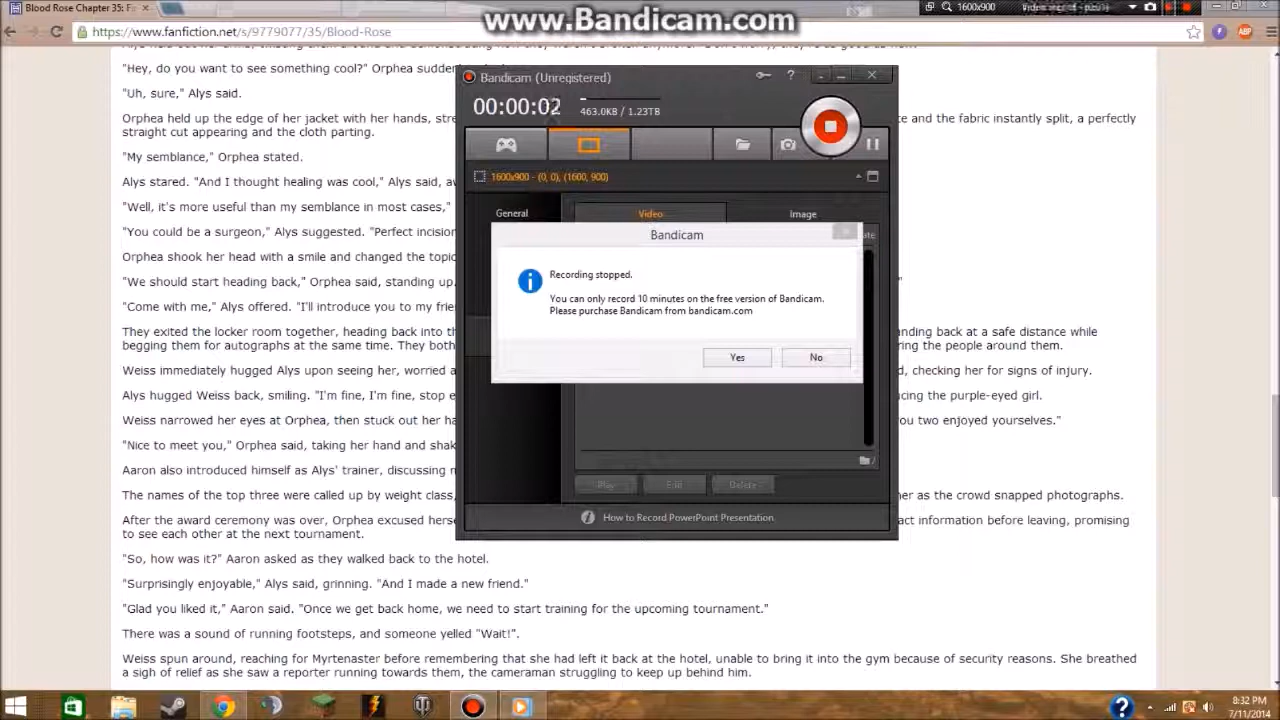 www.Bandicam.com
Blood Rose Chapter 35: F
1600x900
https://www.fanfiction.net/s/9779077/35/Blood-Rose
ABP
"Hey, do you want to see something cool?" Orphea sudden
"Uh, sure," Alys said.
Orphea held up the edge of her jacket with her hands, stre
te and the fabric instantly split, a perfectly
straight cut appearing and the cloth parting.
"My semblance," Orphea stated.
Alys stared. "And I thought healing was cool," Alys said, aw
"Well, it's more useful than my semblance in most cases,"
"You could be a surgeon," Alys suggested. "Perfect incision
Orphea shook her head with a smile and changed the topic
"We should start heading back," Orphea said, standing up.
"Come with me," Alys offered. "I'll introduce you to my frie
They exited the locker room together, heading back into th
anding back at a safe distance while
begging them for autographs at the same time. They both
ring the people around them.
Weiss immediately hugged Alys upon seeing her, worried a
d, checking her for signs of injury.
Alys hugged Weiss back, smiling. "I'm fine, I'm fine, stop e
cing the purple-eyed girl.
Weiss narrowed her eyes at Orphea, then stuck out her ha
you two enjoyed yourselves."
"Nice to meet you," Orphea said, taking her hand and shak
Aaron also introduced himself as Alys' trainer, discussing m
The names of the top three were called up by weight class,
er as the crowd snapped photographs.
After the award ceremony was over, Orphea excused herse
act information before leaving, promising
to see each other at the next tournament.
"So, how was it?" Aaron asked as they walked back to the hotel.
"Surprisingly enjoyable," Alys said, grinning. "And I made a new friend."
"Glad you liked it," Aaron said. "Once we get back home, we need to start training for the upcoming tournament."
There was a sound of running footsteps, and someone yelled "Wait!".
Weiss spun around, reaching for Myrtenaster before remembering that she had left it back at the hotel, unable to bring it into the gym because of security reasons. She breathed
a sigh of relief as she saw a reporter running towards them, the cameraman struggling to keep up behind him.
Bandicam (Unregistered)
00:00:02
463.0KB / 1.23TB
1600x900 - (0, 0), (1600, 900)
General
Video
Image
Bandicam
ate
Recording stopped.
You can only record 10 minutes on the free version of Bandicam.
Please purchase Bandicam from bandicam.com
Yes
No
Play
Edit
Delete
How to Record PowerPoint Presentation
8:32 PM
7/11/2014